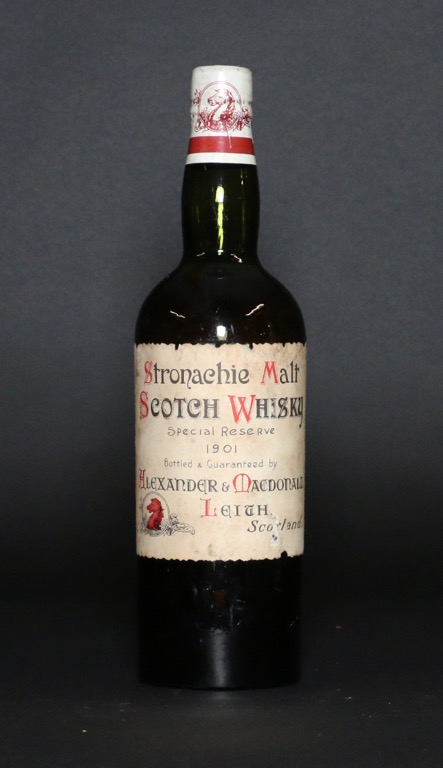 Stronachie Malt
Scotch Whisky
Special Reserve
1901
Bottled & Guaranteed by
Alexander & Macdonald
Leith.
Scotland.